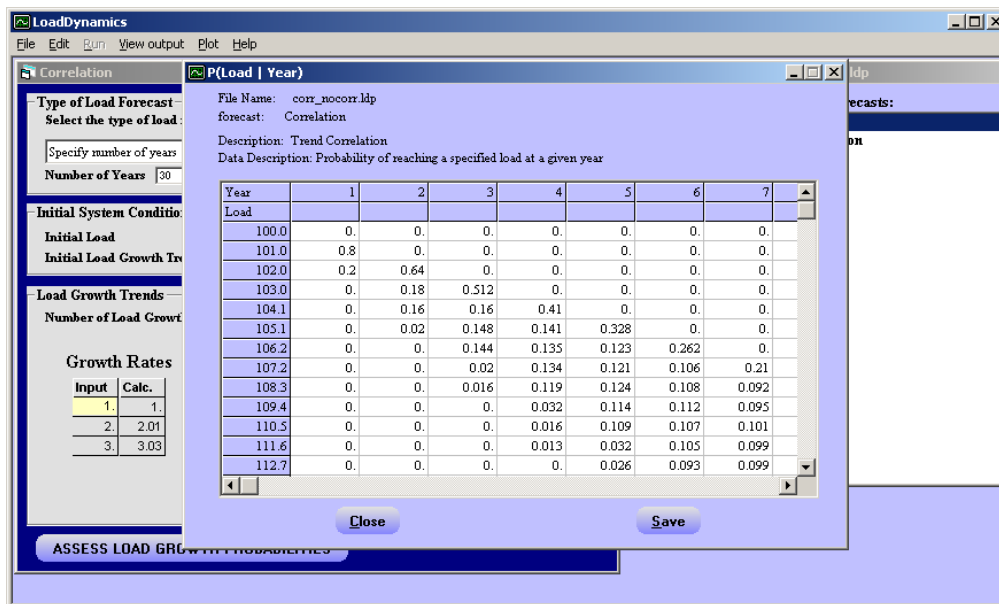 LoadDynamics
File Edit Run View output Plot Help
Correlation
P(Load | Year)
ldp
Type of Load Forecast
Select the type of load
Specify number of years
Number of Years 30
Initial System Conditio
Initial Load
Initial Load Growth Tre
Load Growth Trends
Number of Load Growt
Growth Rates
Input Calc.
1. 1.
2. 2.01
3. 3.03
ASSESS LOAD GROWTH PROBABILITIES
File Name: corr_nocorr.ldp
forecast: Correlation
Description: Trend Correlation
Data Description: Probability of reaching a specified load at a given year
Year 1 2 3 4 5 6 7
Load
100.0 0. 0. 0. 0. 0. 0. 0.
101.0 0.8 0. 0. 0. 0. 0. 0.
102.0 0.2 0.64 0. 0. 0. 0. 0.
103.0 0. 0.18 0.512 0. 0. 0. 0.
104.1 0. 0.16 0.16 0.41 0. 0. 0.
105.1 0. 0.02 0.148 0.141 0.328 0. 0.
106.2 0. 0. 0.144 0.135 0.123 0.262 0.
107.2 0. 0. 0.02 0.134 0.121 0.106 0.21
108.3 0. 0. 0.016 0.119 0.124 0.108 0.092
109.4 0. 0. 0. 0.032 0.114 0.112 0.095
110.5 0. 0. 0. 0.016 0.109 0.107 0.101
111.6 0. 0. 0. 0.013 0.032 0.105 0.099
112.7 0. 0. 0. 0. 0.026 0.093 0.099
Close Save
ecasts:
on